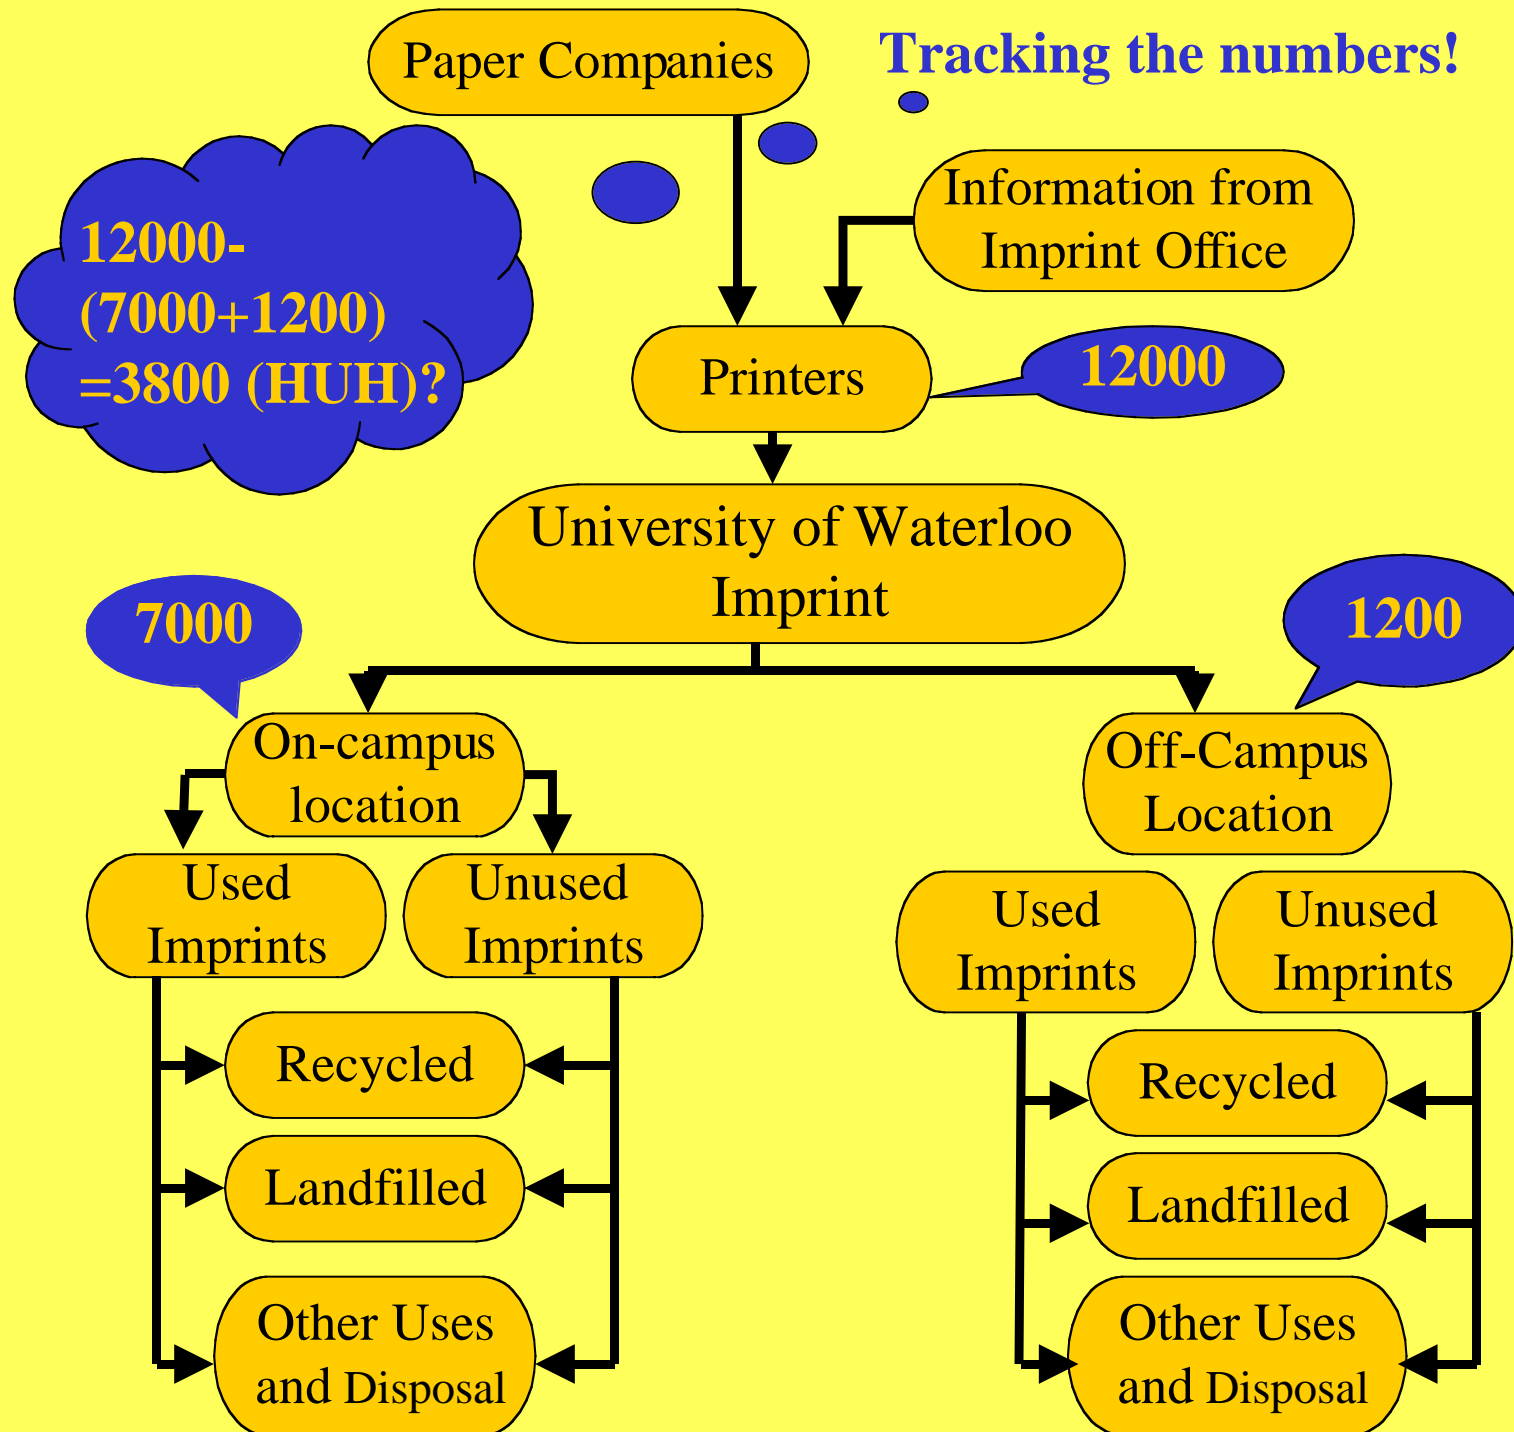 Paper Companies
Tracking the numbers!
Information from
Imprint Office
12000-
(7000+1200)
=3800 (HUH)?
Printers
12000
University of Waterloo
Imprint
7000
1200
On-campus
location
Off-Campus
Location
Used
Imprints
Unused
Imprints
Used
Imprints
Unused
Imprints
Recycled
Recycled
Landfilled
Landfilled
Other Uses
and Disposal
Other Uses
and Disposal